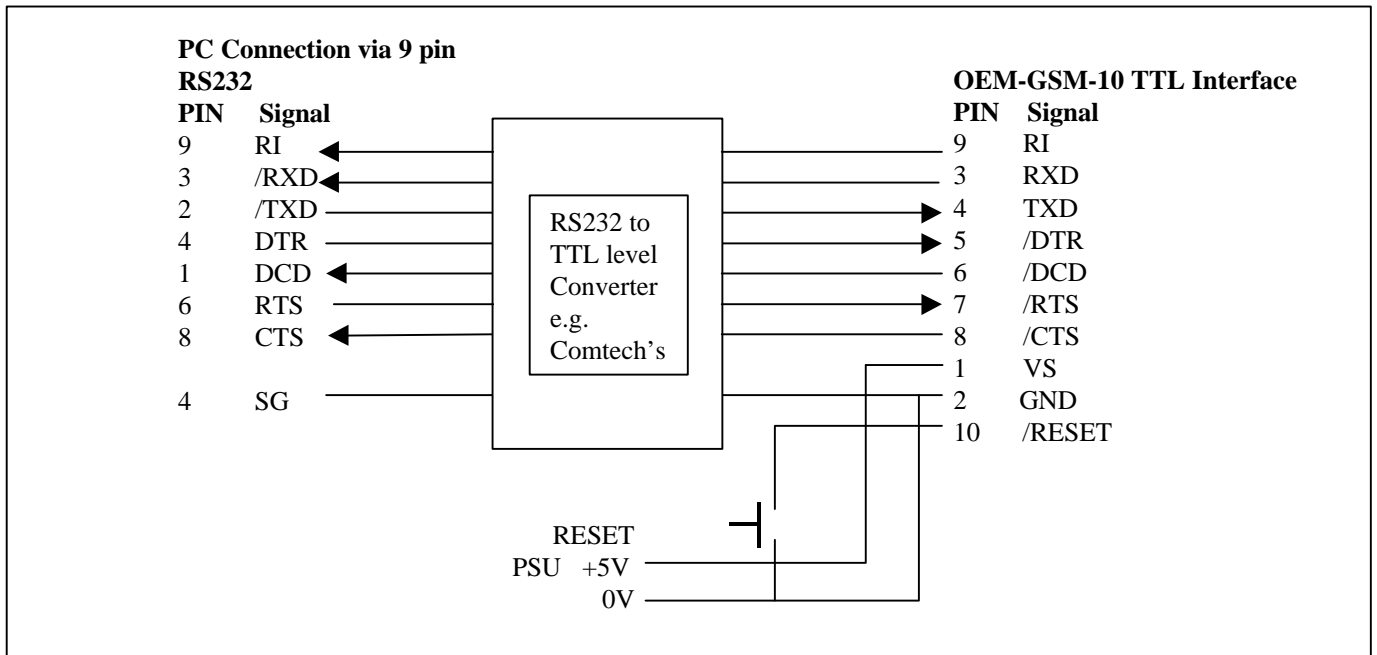 PC Connection via 9 pin
RS232
PIN Signal
9 RI
3 /RXD
2 /TXD
4 DTR
1 DCD
6 RTS
8 CTS
4 SG
RS232 to
TTL level
Converter
e.g.
Comtech's
OEM-GSM-10 TTL Interface
PIN Signal
9 RI
3 RXD
4 TXD
5 /DTR
6 /DCD
7 /RTS
8 /CTS
1 VS
2 GND
10 /RESET
RESET
PSU +5V
0V